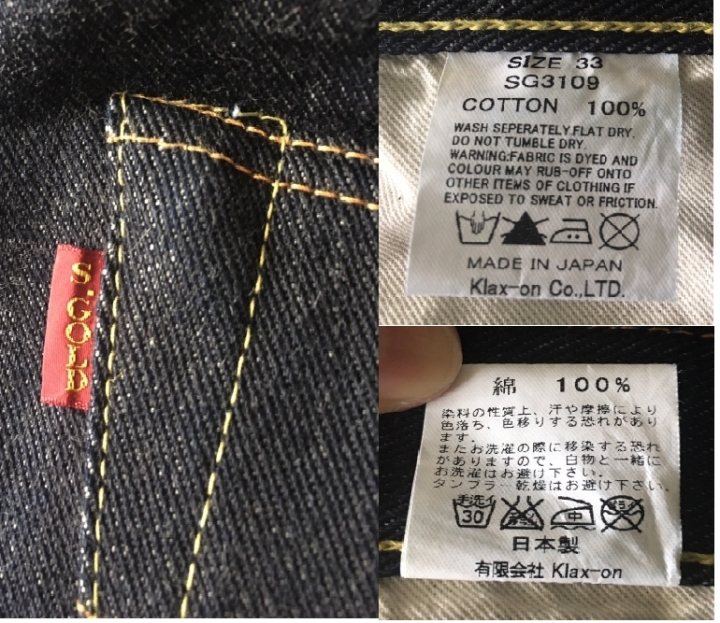 SIZE 33
SG3109
COTTON 100%
WASH SEPERATELY.FLAT DRY.
DO NOT TUMBLE DRY.
WARNING:FABRIC IS DYED AND
COLOUR MAY RUB-OFF ONTO
OTHER ITEMS OF CLOTHING IF
EXPOSED TO SWEAT OR FRICTION.
MADE IN JAPAN
Klax-on Co.,LTD.
綿 100%
染料の性質上、汗や摩擦により
色落ち、色移りする恐れがあり
ます。
またお洗濯の際に移染する恐れ
がありますので、白物と一緒に
お洗濯はお避け下さい。
タンブラー乾燥はお避け下さい。
手洗イ
30 中
日本製
有限会社 Klax-on